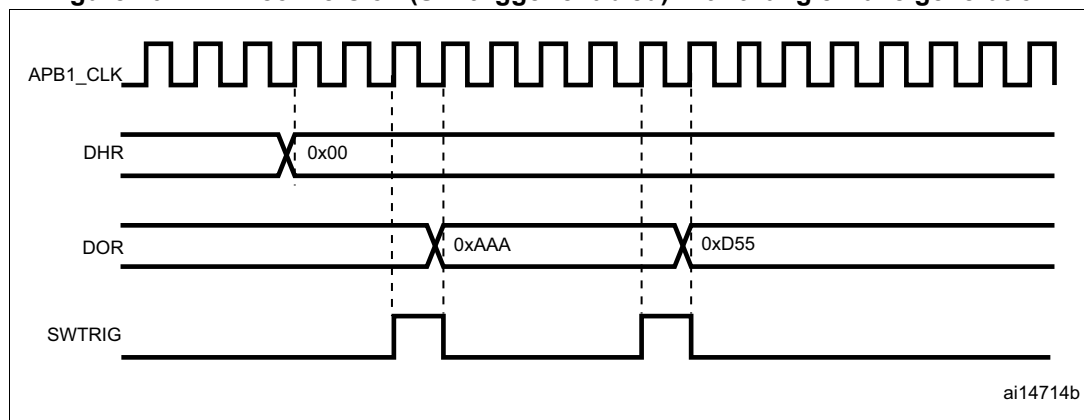 APB1_CLK
DHR
0x00
DOR
0xAAA
0xD55
SWTRIG
ai14714b